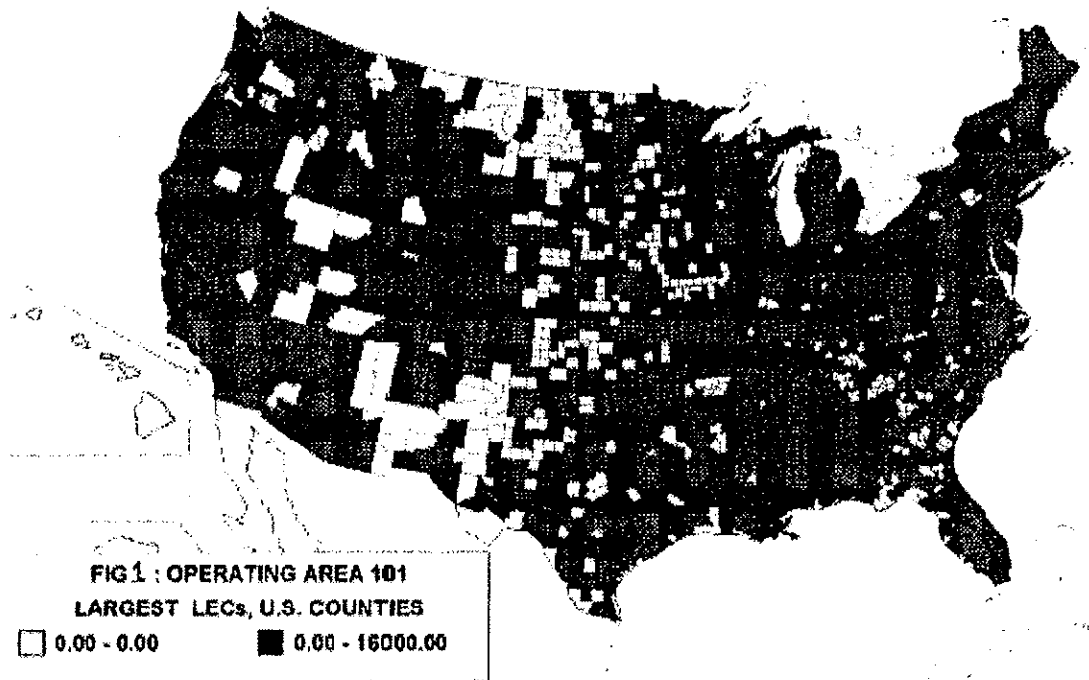 FIG 1 : OPERATING AREA 101
LARGEST LECs, U.S. COUNTIES
0.00 - 0.00 0.00 - 16000.00